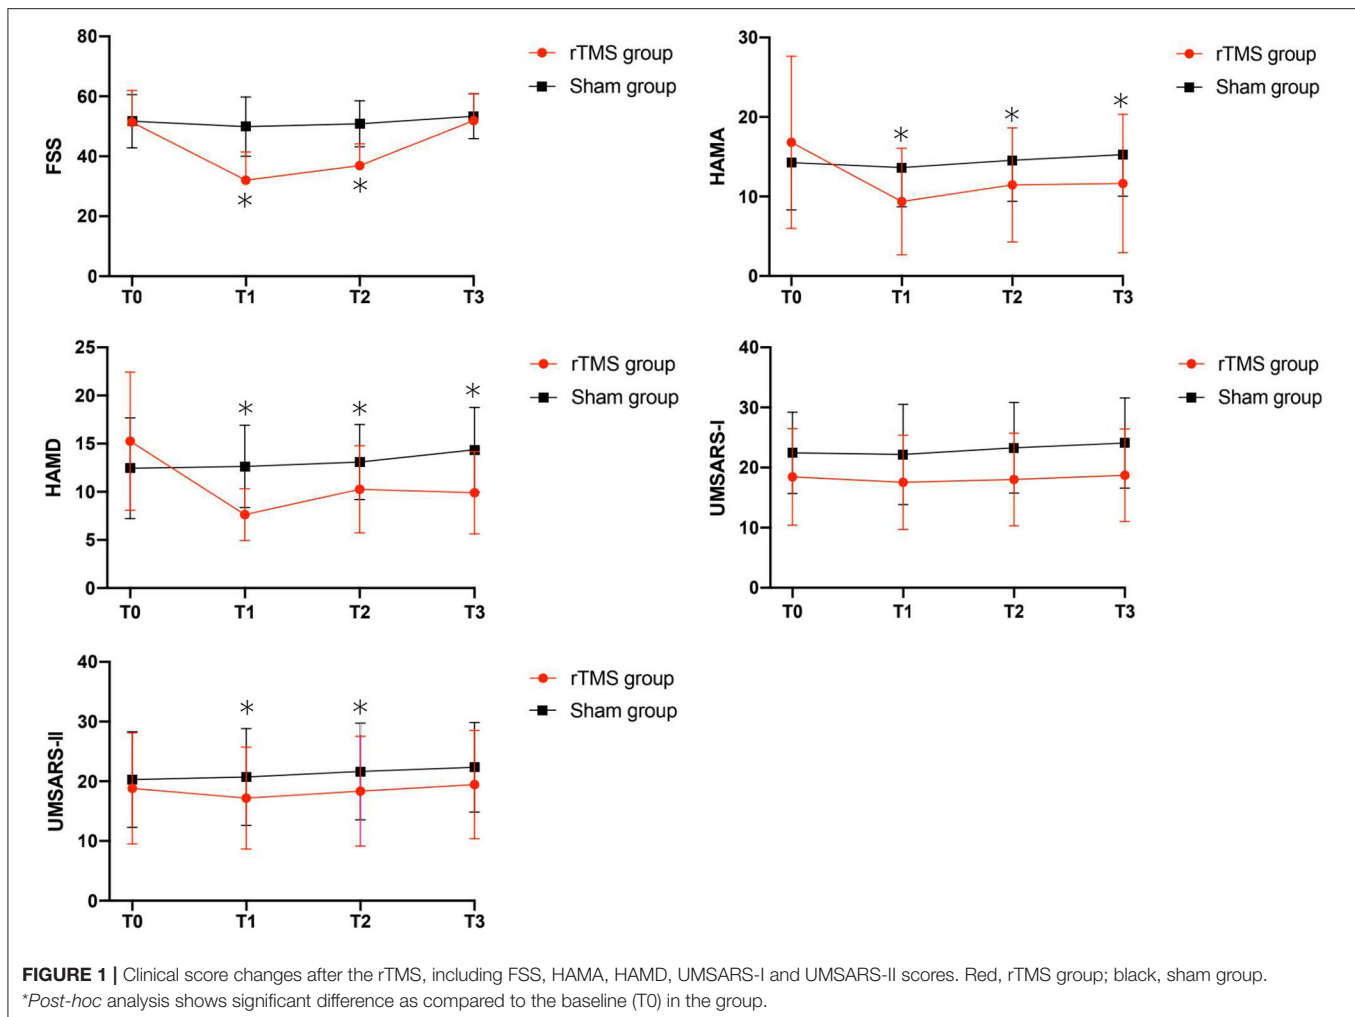 80
60
40
20
0
FSS
T0 T1 T2 T3
rTMS group
Sham group
*
*
30
20
10
0
HAMA
T0 T1 T2 T3
rTMS group
Sham group
*
*
*
25
20
15
10
5
0
HAMD
T0 T1 T2 T3
rTMS group
Sham group
*
*
*
40
30
20
10
0
UMSARS-I
T0 T1 T2 T3
rTMS group
Sham group
40
30
20
10
0
UMSARS-II
T0 T1 T2 T3
rTMS group
Sham group
*
*
FIGURE 1 | Clinical score changes after the rTMS, including FSS, HAMA, HAMD, UMSARS-I and UMSARS-II scores. Red, rTMS group; black, sham group.
*Post-hoc analysis shows significant difference as compared to the baseline (T0) in the group.